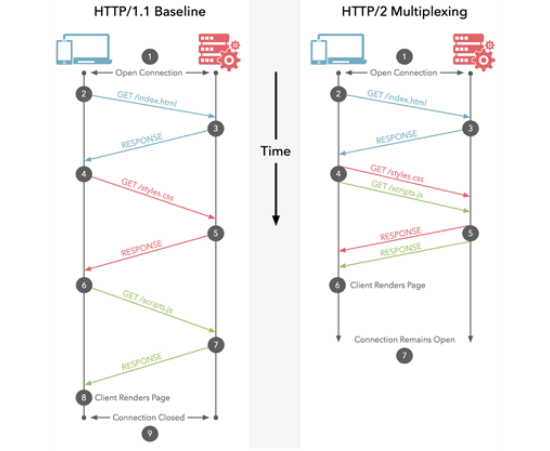 HTTP/1.1 Baseline
1
Open Connection
2
GET /index.html
3
RESPONSE
4
GET /styles.css
5
RESPONSE
6
GET /scripts.js
7
RESPONSE
8
Client Renders Page
Connection Closed
9
Time
HTTP/2 Multiplexing
1
Open Connection
2
GET /index.html
3
RESPONSE
4
GET /styles.css
GET /scripts.js
5
RESPONSE
RESPONSE
6
Client Renders Page
Connection Remains Open
7